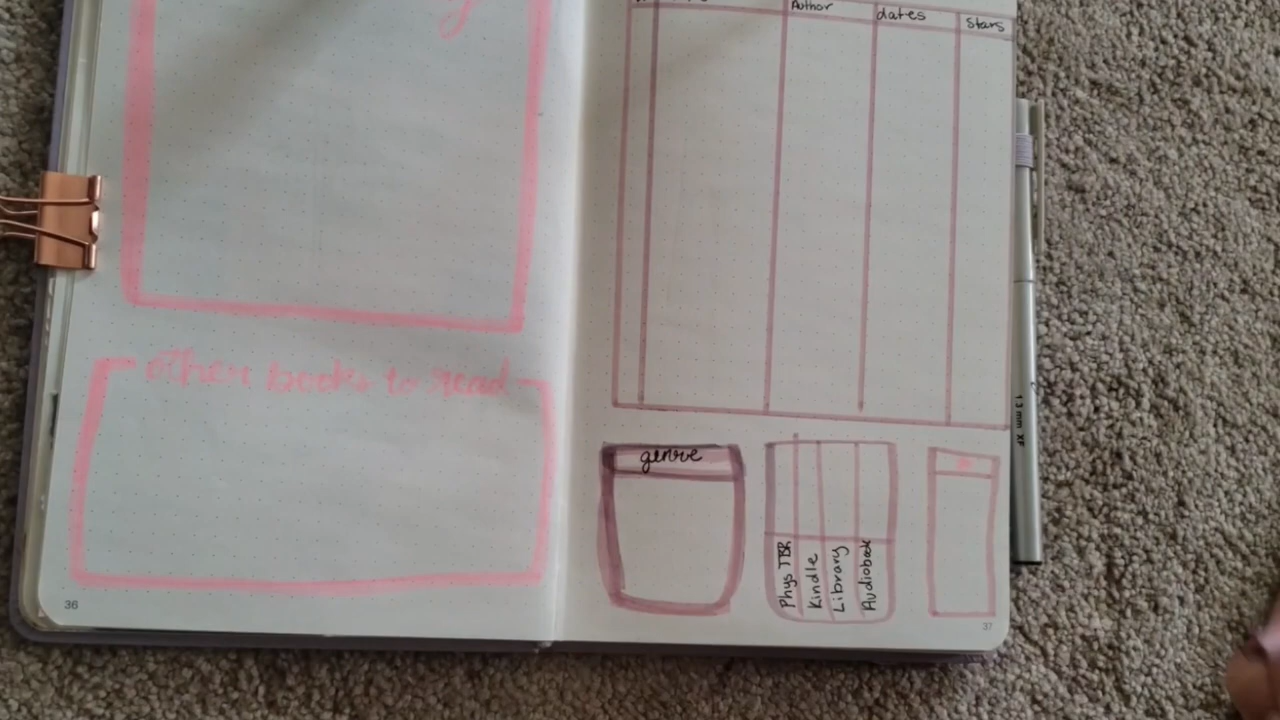 Author
dates
Stars
other books to read
genre
Phys TBR
Kindle
Library
Audiobook
36
37